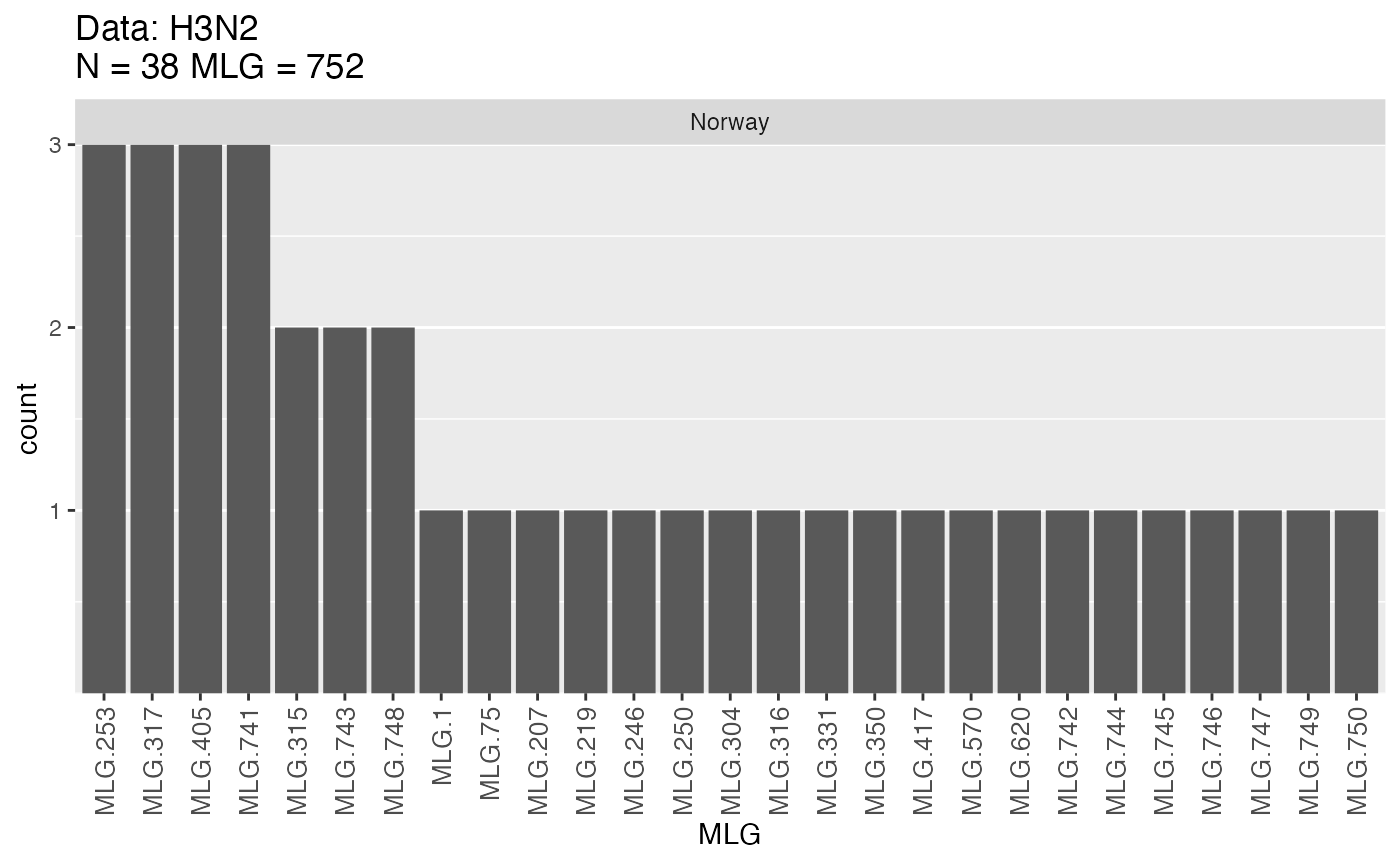 Data: H3N2
N = 38 MLG = 752
Norway
3
2
1
count
MLG.253
MLG.317
MLG.405
MLG.741
MLG.315
MLG.743
MLG.748
MLG.1
MLG.75
MLG.207
MLG.219
MLG.246
MLG.250
MLG.304
MLG.316
MLG.331
MLG.350
MLG.417
MLG.570
MLG.620
MLG.742
MLG.744
MLG.745
MLG.746
MLG.747
MLG.749
MLG.750
MLG